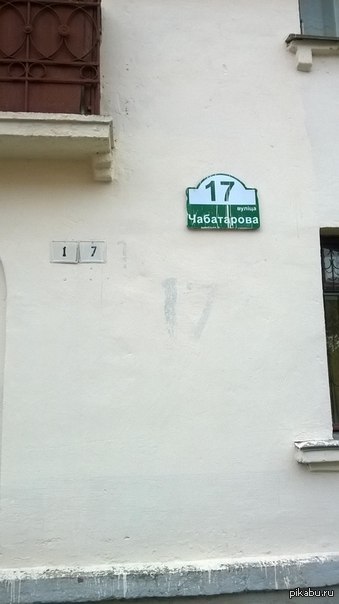 17
вуліца
Чабатарова
1 7
17
pikabu.ru